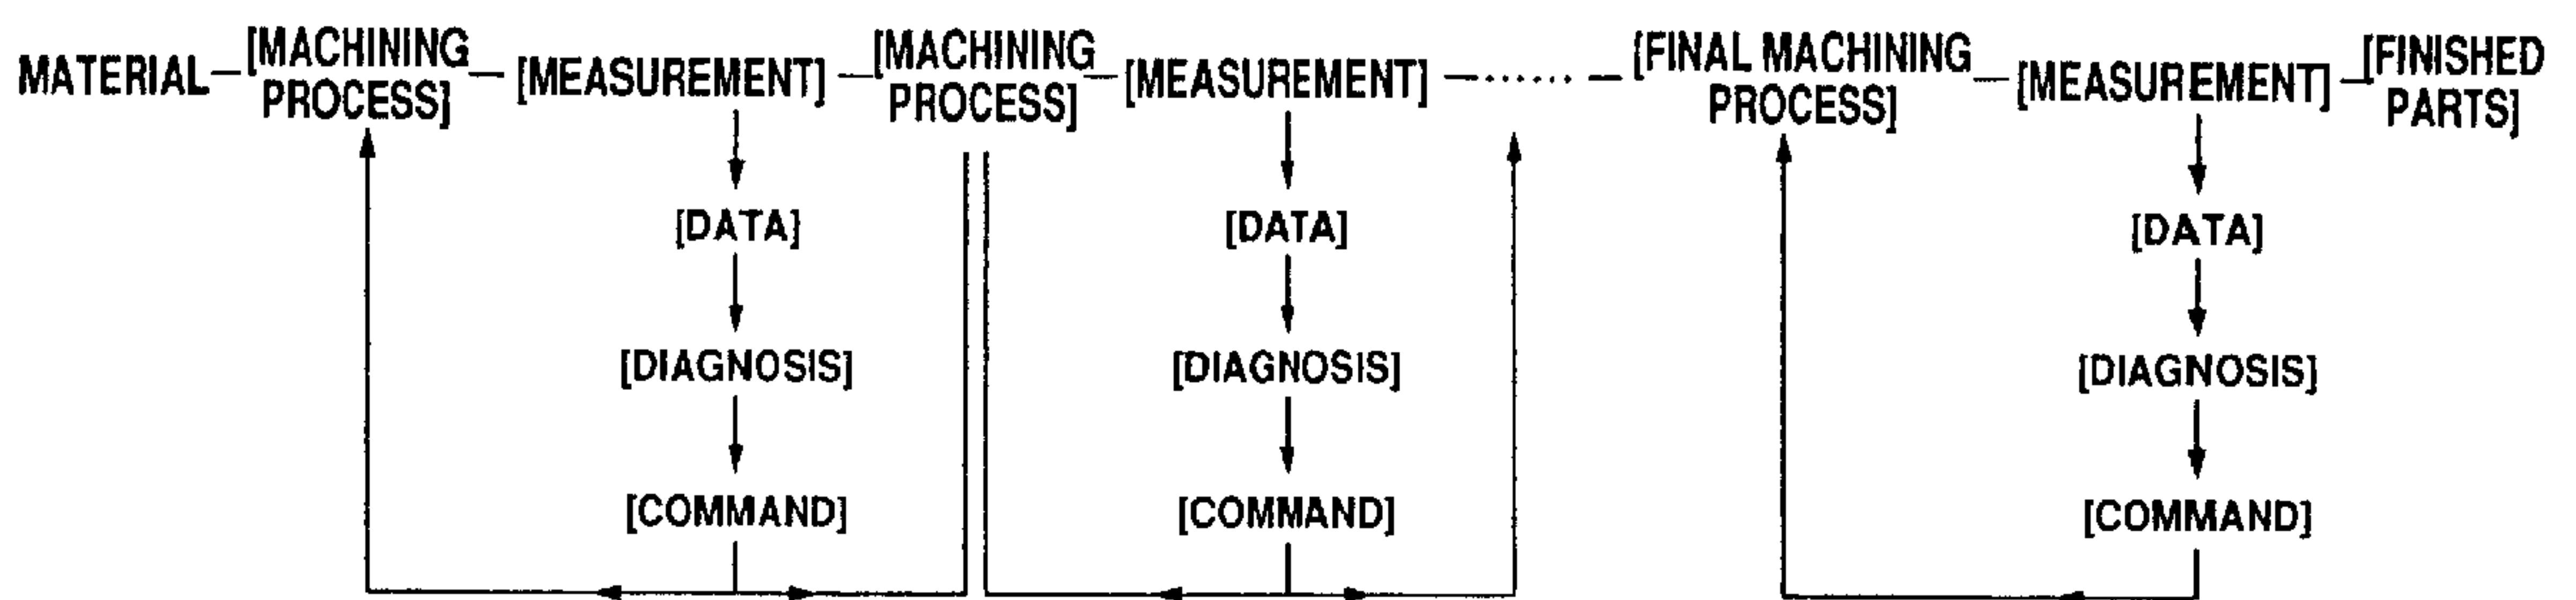 MATERIAL
[MACHINING
PROCESS]
[MEASUREMENT]
[MACHINING
PROCESS]
[MEASUREMENT]
[FINAL MACHINING
PROCESS]
[MEASUREMENT]
[FINISHED
PARTS]
[DATA]
[DATA]
[DATA]
[DIAGNOSIS]
[DIAGNOSIS]
[DIAGNOSIS]
[COMMAND]
[COMMAND]
[COMMAND]